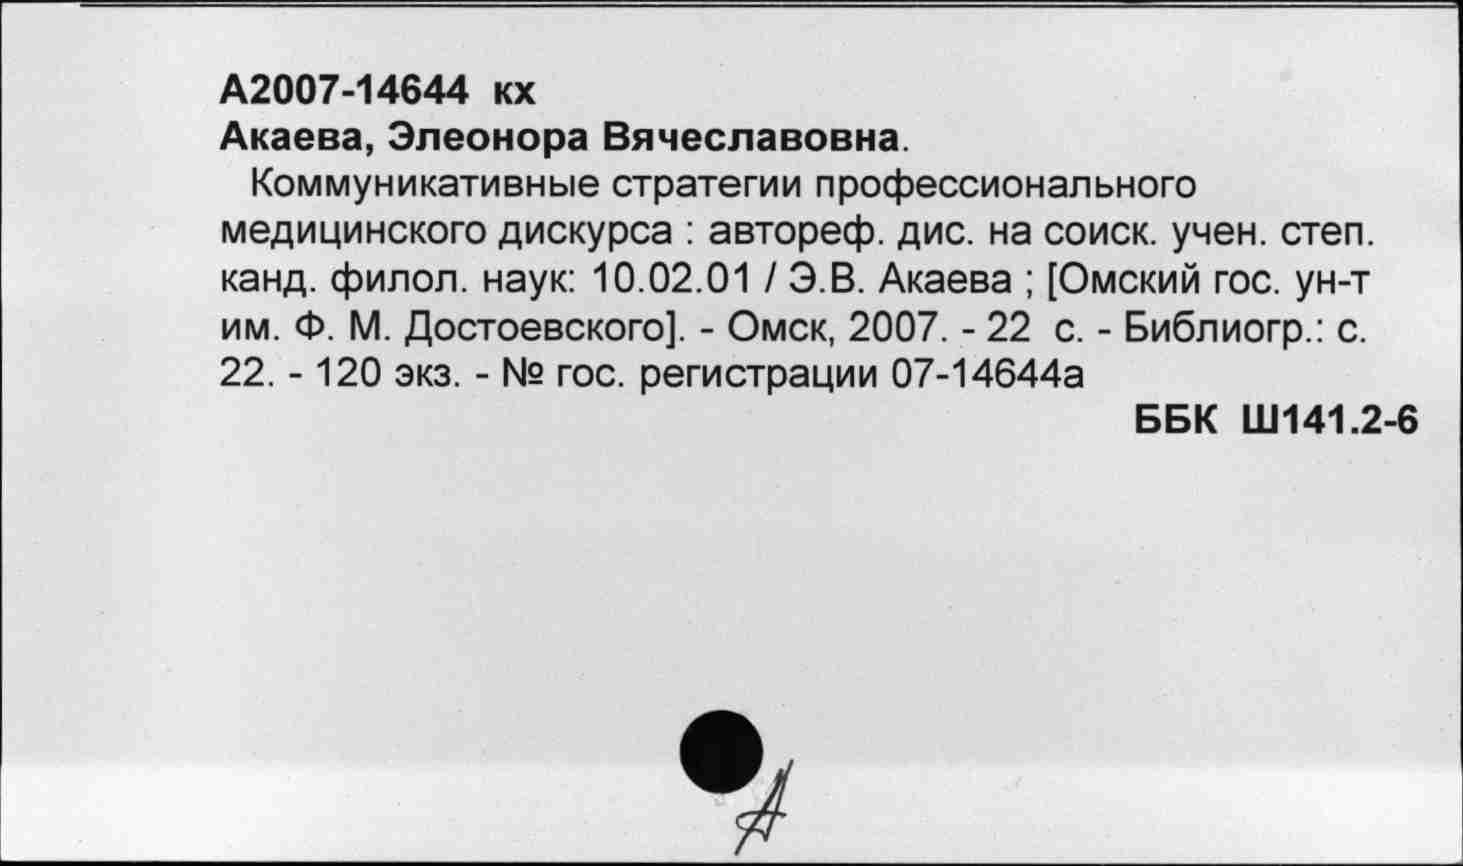 А2007-14644 кх
Акаева, Элеонора Вячеславовна.
Коммуникативные стратегии профессионального
медицинского дискурса : автореф. дис. на соиск. учен. степ.
канд. филол. наук: 10.02.01 / Э.В. Акаева ; [Омский гос. ун-т
им. Ф. М. Достоевского]. - Омск, 2007. - 22 с. - Библиогр.: с.
22. - 120 экз. - № гос. регистрации 07-14644а
ББК Ш141.2-6
А